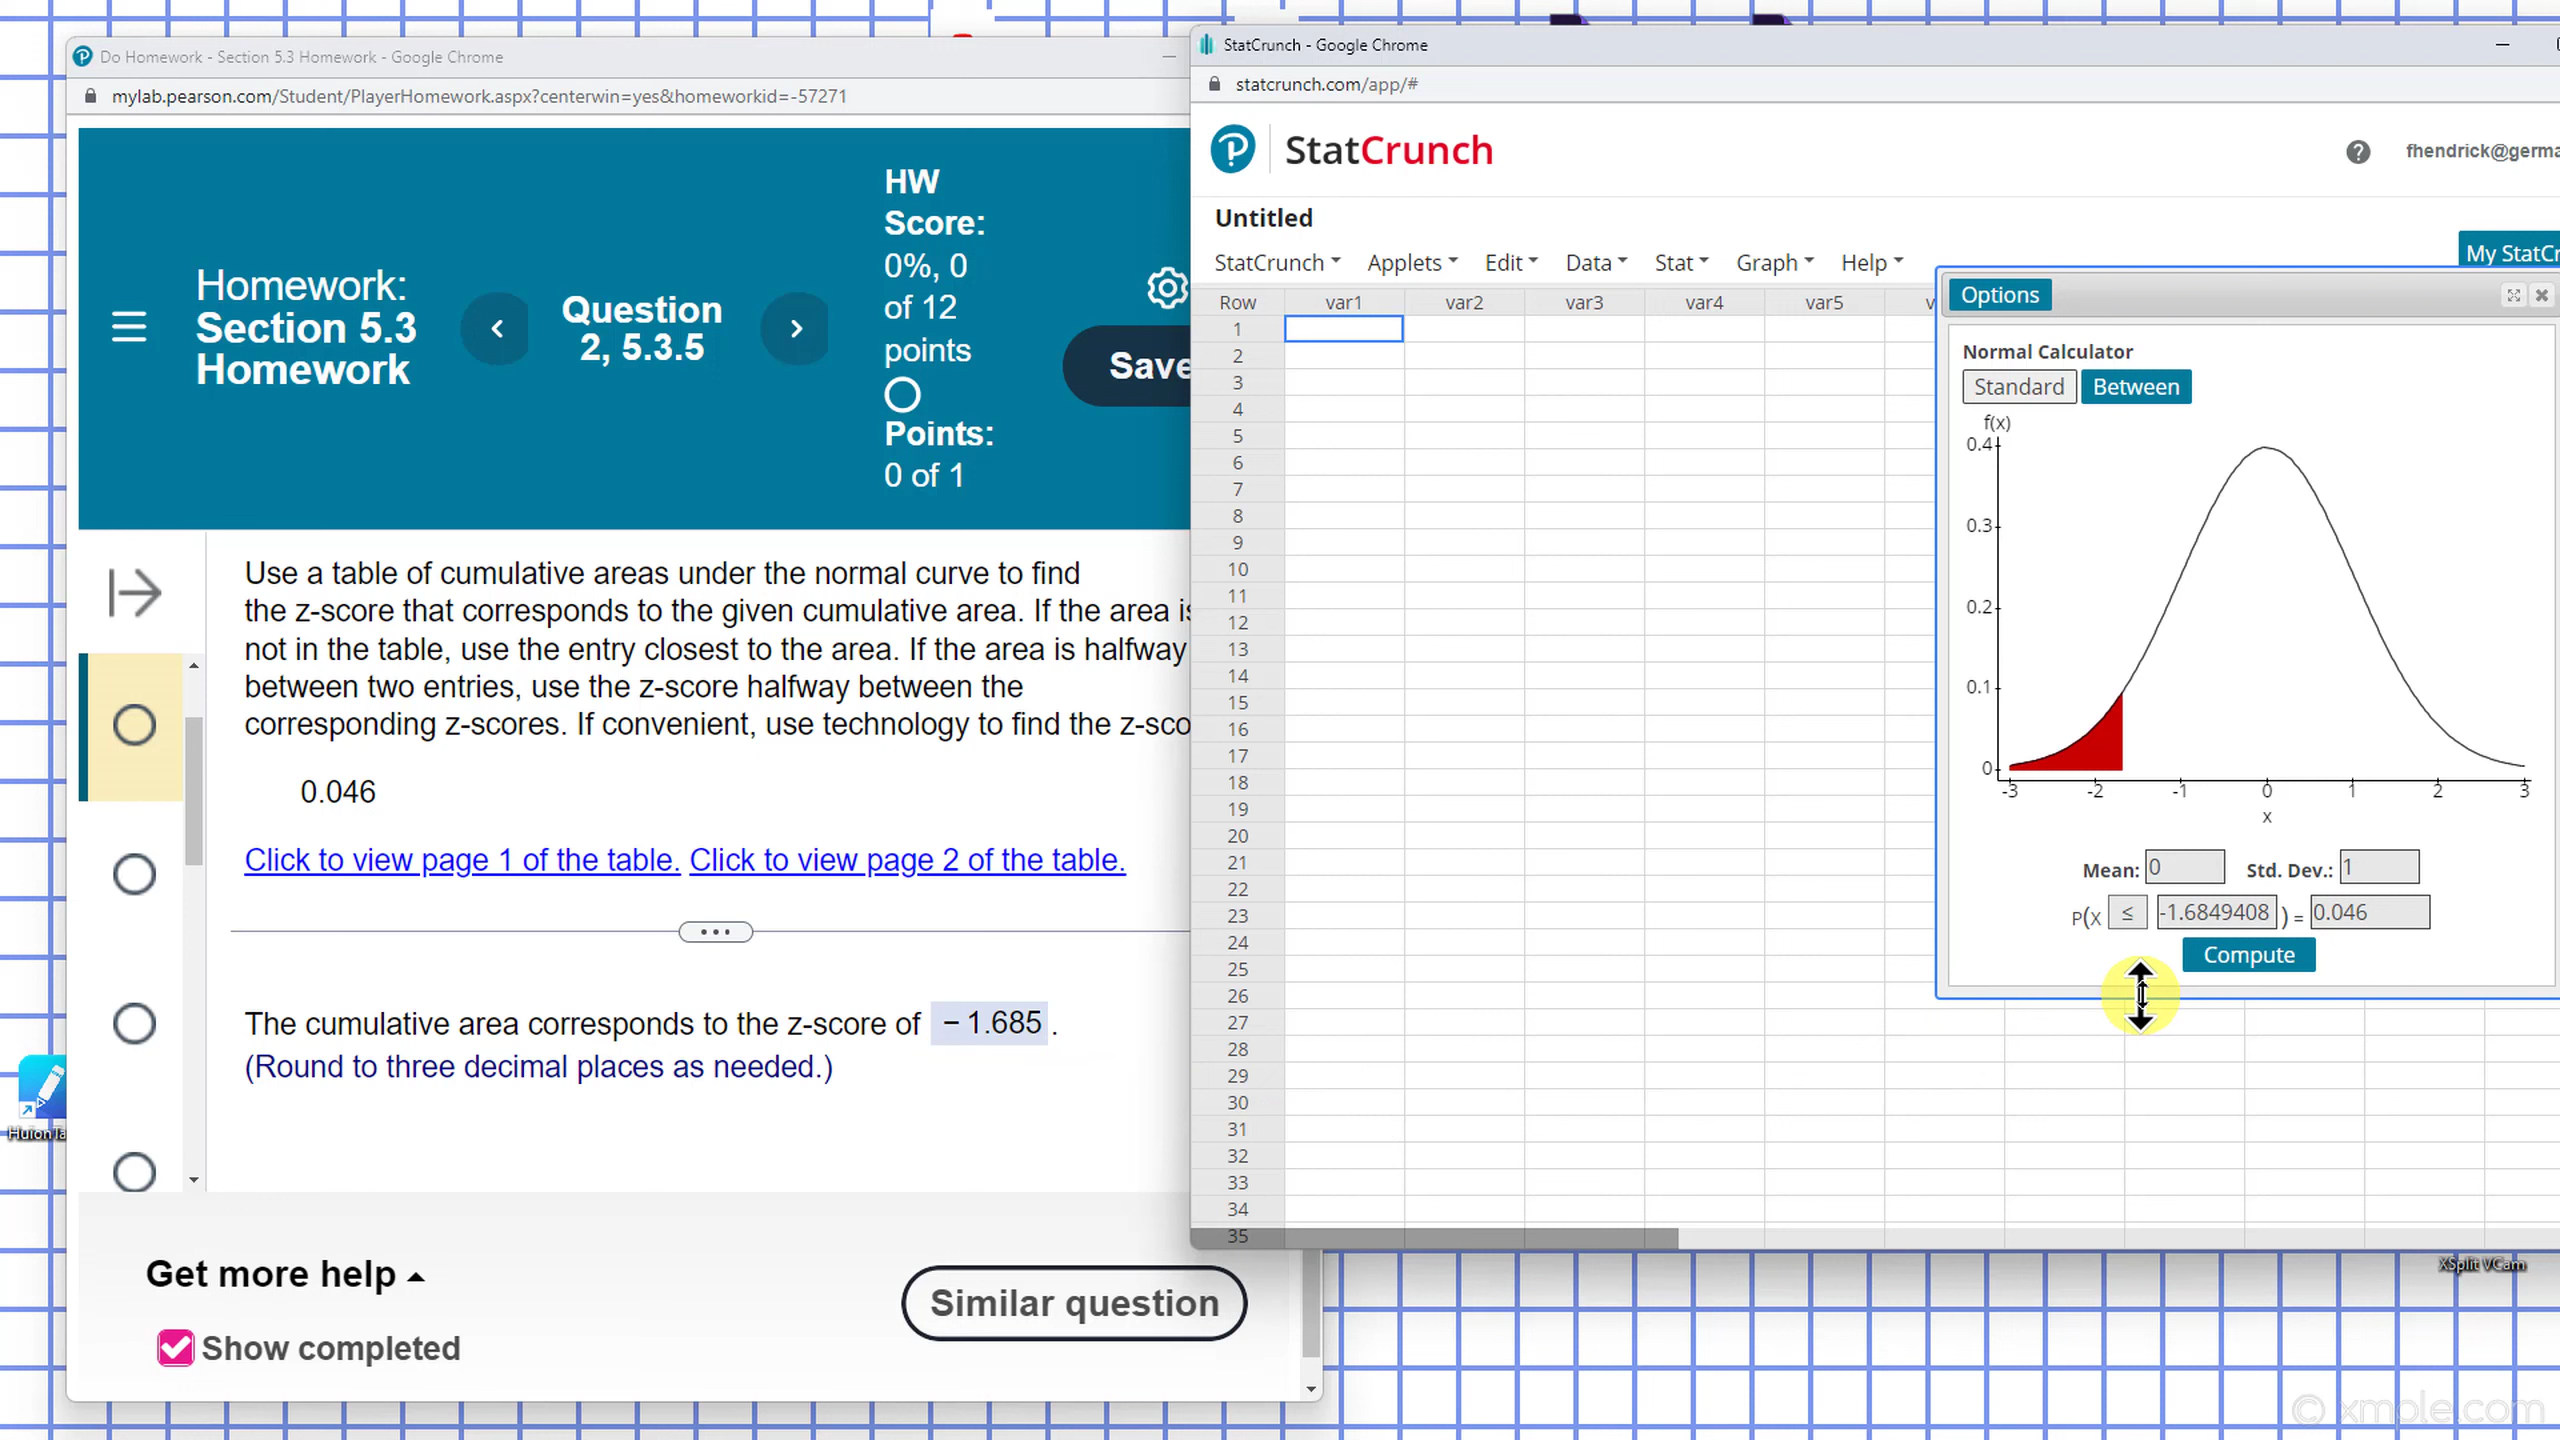 Do Homework - Section 5.3 Homework - Google Chrome
mylab.pearson.com/Student/PlayerHomework.aspx?centerwin=yes&homeworkid=-57271
Homework:
Section 5.3
Homework
Question
2, 5.3.5
HW
Score:
0%, 0
of 12
points
Points:
0 of 1
Save
Use a table of cumulative areas under the normal curve to find
the z-score that corresponds to the given cumulative area. If the area is
not in the table, use the entry closest to the area. If the area is halfway
between two entries, use the z-score halfway between the
corresponding z-scores. If convenient, use technology to find the z-sco
0.046
Click to view page 1 of the table. Click to view page 2 of the table.
The cumulative area corresponds to the z-score of − 1.685 .
(Round to three decimal places as needed.)
Get more help
Show completed
Similar question
HuionTa
StatCrunch - Google Chrome
statcrunch.com/app/#
StatCrunch
fhendrick@germa
Untitled
My StatCr
StatCrunch Applets Edit Data Stat Graph Help
Row var1 var2 var3 var4 var5 v
1
2
3
4
5
6
7
8
9
10
11
12
13
14
15
16
17
18
19
20
21
22
23
24
25
26
27
28
29
30
31
32
33
34
35
Options
Normal Calculator
Standard Between
f(x)
0.4
0.3
0.2
0.1
0
-3 -2 -1 0 1 2 3
x
Mean: 0 Std. Dev.: 1
P(X ≤ -1.6849408 ) = 0.046
Compute
XSplit VCam
© xmple.com